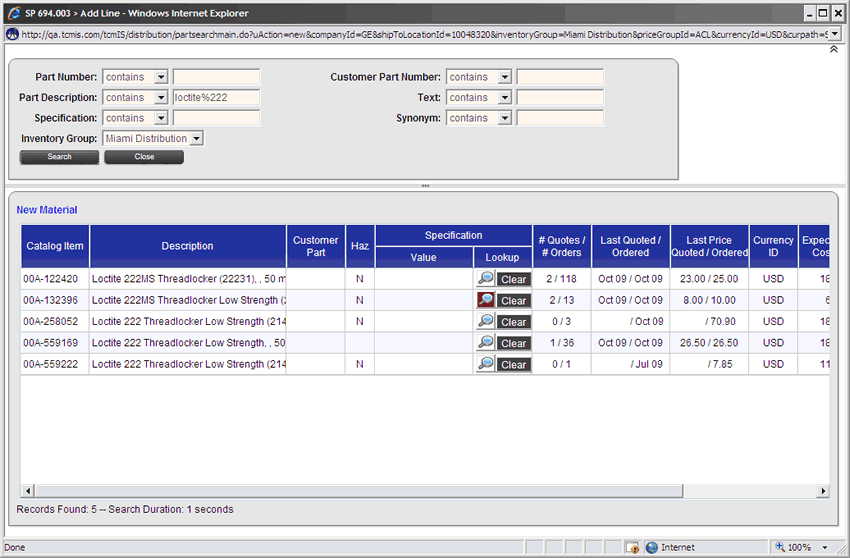 SP 694.003 > Add Line - Windows Internet Explorer
http://qa.tcmis.com/tcmIS/distribution/partsearchmain.do?uAction=new&companyId=GE&shipToLocationId=10048320&inventoryGroup=Miami Distribution&priceGroupId=ACL&currencyId=USD&curpath=S
Part Number: contains Customer Part Number: contains
Part Description: contains loctite%222 Text: contains
Specification: contains Synonym: contains
Inventory Group: Miami Distribution
Search Close
New Material
Catalog Item Description Customer Part Haz Specification # Quotes / # Orders Last Quoted / Ordered Last Price Quoted / Ordered Currency ID Expec Cos
Value Lookup
00A-122420 Loctite 222MS Threadlocker (22231), , 50 m N Clear 2 / 118 Oct 09 / Oct 09 23.00 / 25.00 USD 18
00A-132396 Loctite 222MS Threadlocker Low Strength (2 N Clear 2 / 13 Oct 09 / Oct 09 8.00 / 10.00 USD 6
00A-258052 Loctite 222 Threadlocker Low Strength (214 N Clear 0 / 3 / Oct 09 / 70.90 USD 18
00A-559169 Loctite 222 Threadlocker Low Strength, , 50 Clear 1 / 36 Oct 09 / Oct 09 26.50 / 26.50 USD 18
00A-559222 Loctite 222 Threadlocker Low Strength (214 N Clear 0 / 1 / Jul 09 / 7.85 USD 11
Records Found: 5 -- Search Duration: 1 seconds
Done Internet 100%